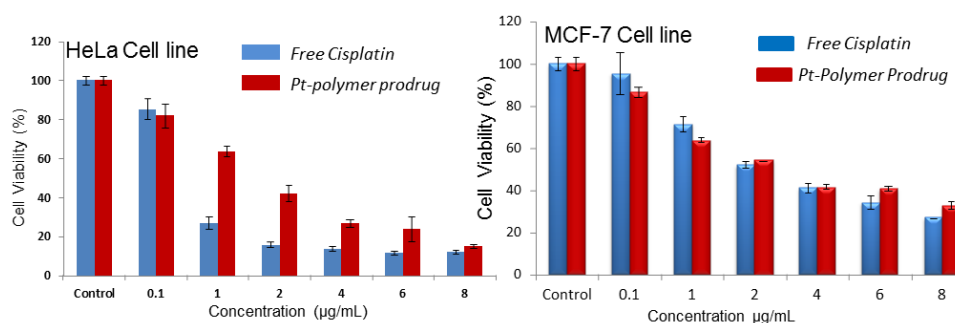 HeLa Cell line
Free Cisplatin
Pt-polymer prodrug
Cell Viability (%)
120
100
80
60
40
20
0
Control 0.1 1 2 4 6 8
Concentration (µg/mL)
MCF-7 Cell line
Free Cisplatin
Pt-Polymer Prodrug
Cell Viability (%)
120
100
80
60
40
20
0
Control 0.1 1 2 4 6 8
Concentration µg/mL